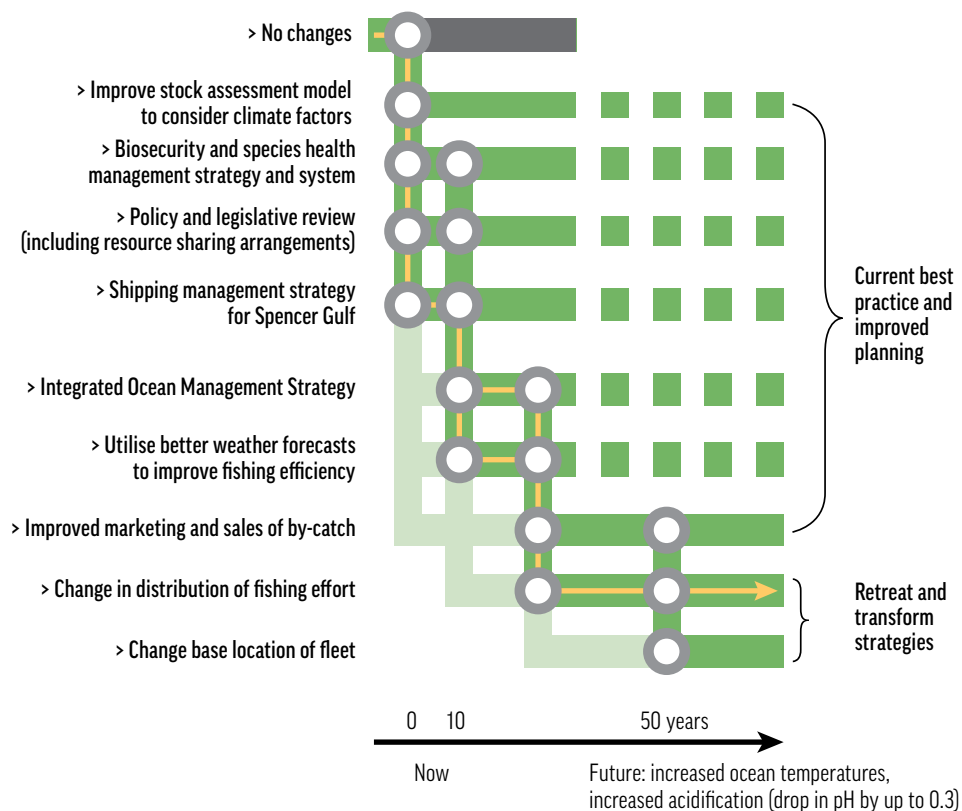 > No changes
> Improve stock assessment model
to consider climate factors
> Biosecurity and species health
management strategy and system
> Policy and legislative review
(including resource sharing arrangements)
> Shipping management strategy
for Spencer Gulf
> Integrated Ocean Management Strategy
> Utilise better weather forecasts
to improve fishing efficiency
> Improved marketing and sales of by-catch
> Change in distribution of fishing effort
> Change base location of fleet
Current best
practice and
improved
planning
Retreat and
transform
strategies
0 10 50 years
Now
Future: increased ocean temperatures,
increased acidification (drop in pH by up to 0.3)